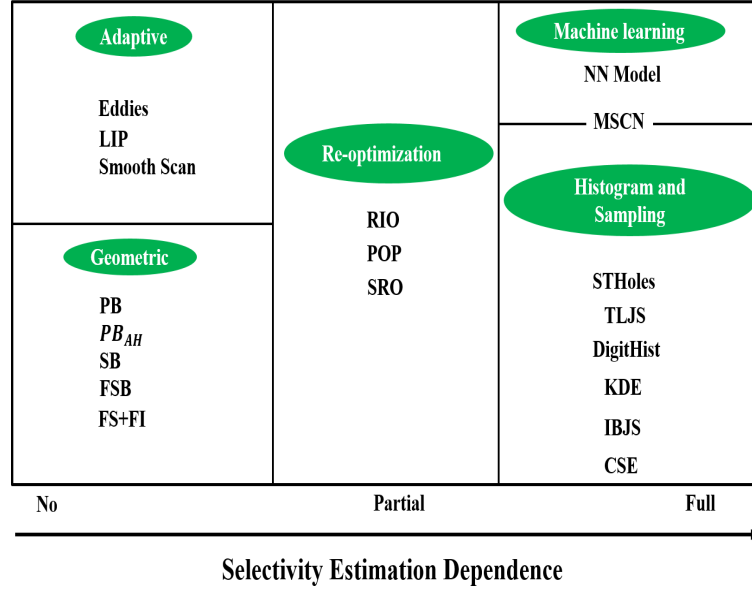 Adaptive
Eddies
LIP
Smooth Scan
Geometric
PB
PB_AH
SB
FSB
FS+FI
Re-optimization
RIO
POP
SRO
Machine learning
NN Model
MSCN
Histogram and
Sampling
STHoles
TLJS
DigitHist
KDE
IBJS
CSE
No
Partial
Full
Selectivity Estimation Dependence